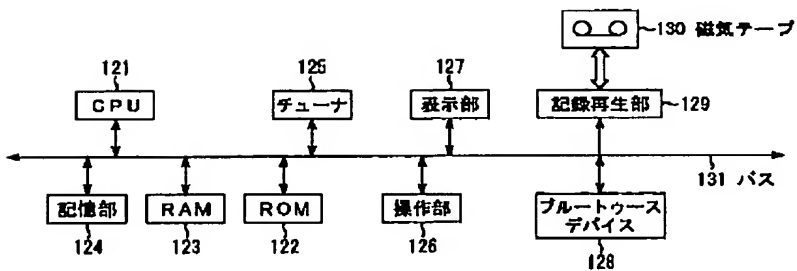 130 磁気テープ
121
125
127
CPU
チューナ
表示部
記録再生部
129
131 バス
記憶部
RAM
ROM
操作部
ブルートゥース
デバイス
124
123
122
126
128